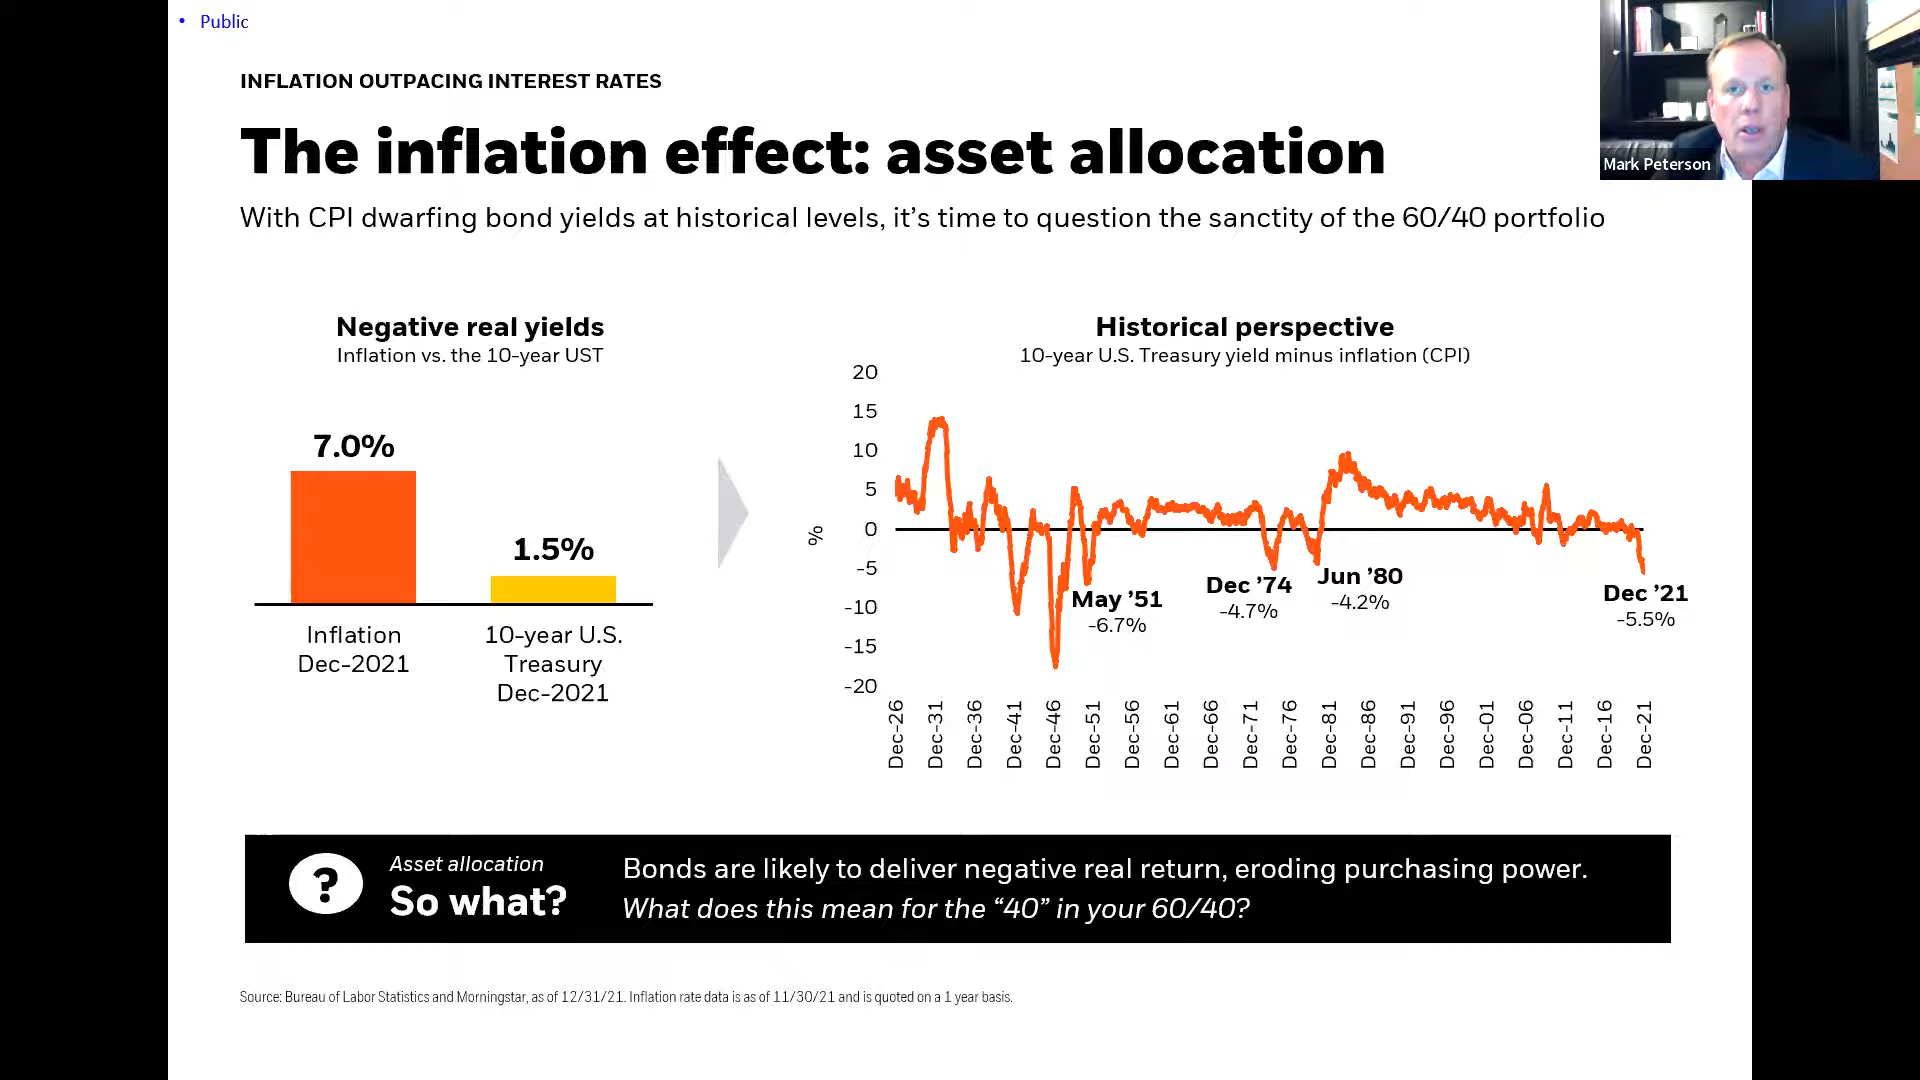 • Public
INFLATION OUTPACING INTEREST RATES
The inflation effect: asset allocation
With CPI dwarfing bond yields at historical levels, it's time to question the sanctity of the 60/40 portfolio
Mark Peterson
Negative real yields
Inflation vs. the 10-year UST
7.0%
1.5%
Inflation
Dec-2021
10-year U.S.
Treasury
Dec-2021
Historical perspective
10-year U.S. Treasury yield minus inflation (CPI)
20
15
10
5
0
-5
-10
-15
-20
%
May ’51
-6.7%
Dec ’74
-4.7%
Jun ’80
-4.2%
Dec ’21
-5.5%
Dec-26
Dec-31
Dec-36
Dec-41
Dec-46
Dec-51
Dec-56
Dec-61
Dec-66
Dec-71
Dec-76
Dec-81
Dec-86
Dec-91
Dec-96
Dec-01
Dec-06
Dec-11
Dec-16
Dec-21
?
Asset allocation
So what?
Bonds are likely to deliver negative real return, eroding purchasing power.
What does this mean for the “40” in your 60/40?
Source: Bureau of Labor Statistics and Morningstar, as of 12/31/21. Inflation rate data is as of 11/30/21 and is quoted on a 1 year basis.